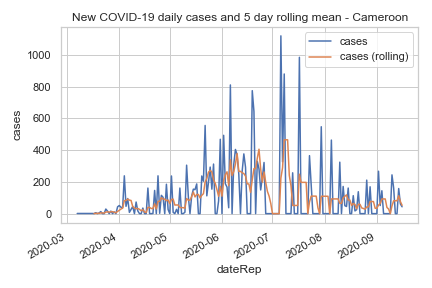 New COVID-19 daily cases and 5 day rolling mean - Cameroon
cases
cases (rolling)
1000
800
600
400
200
0
cases
2020-03
2020-04
2020-05
2020-06
2020-07
2020-08
2020-09
dateRep